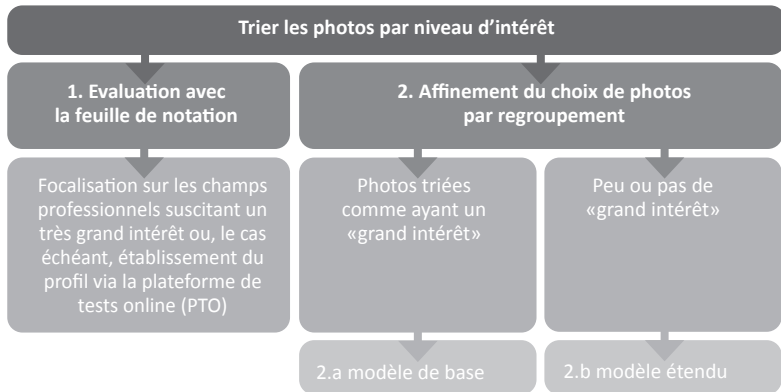 Trier les photos par niveau d’intérêt
1. Evaluation avec
la feuille de notation
2. Affinement du choix de photos
par regroupement
Focalisation sur les champs
professionnels suscitant un
très grand intérêt ou, le cas
échéant, établissement du
profil via la plateforme de
tests online (PTO)
Photos triées
comme ayant un
«grand intérêt»
Peu ou pas de
«grand intérêt»
2.a modèle de base
2.b modèle étendu